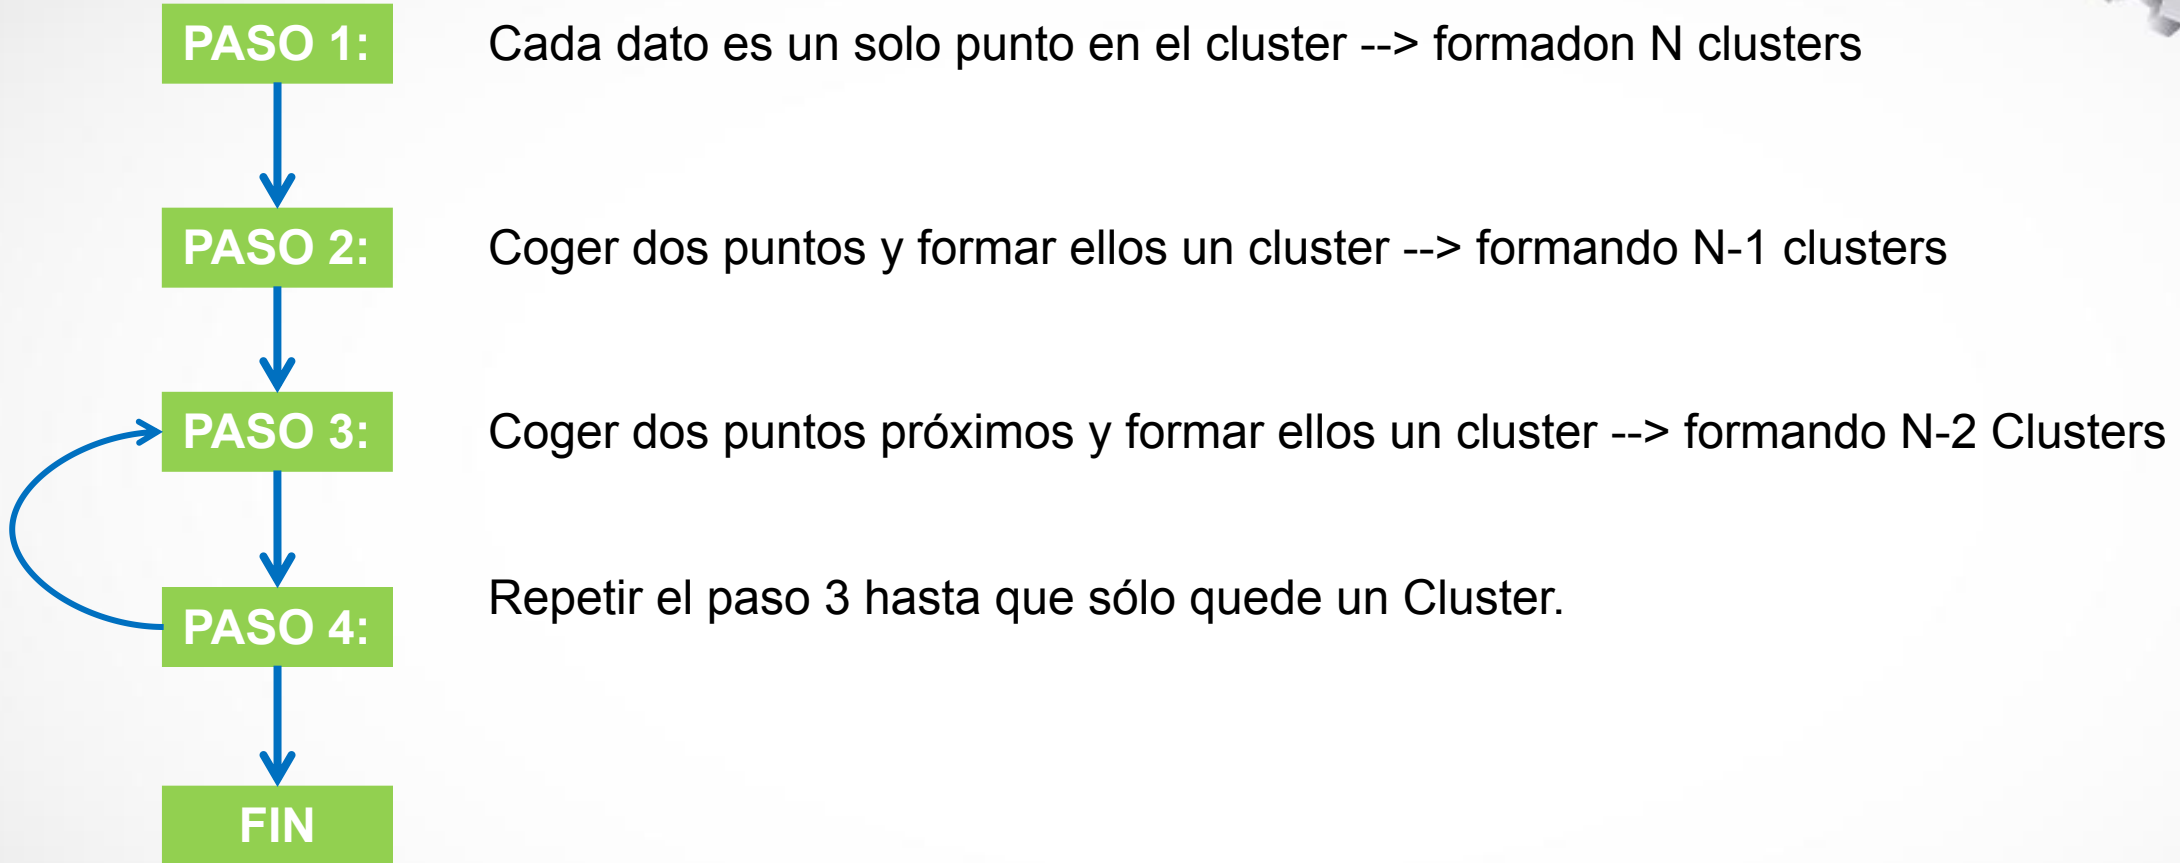 PASO 1: Cada dato es un solo punto en el cluster --> formadon N clusters
PASO 2: Coger dos puntos y formar ellos un cluster --> formando N-1 clusters
PASO 3: Coger dos puntos próximos y formar ellos un cluster --> formando N-2 Clusters
PASO 4: Repetir el paso 3 hasta que sólo quede un Cluster.
FIN